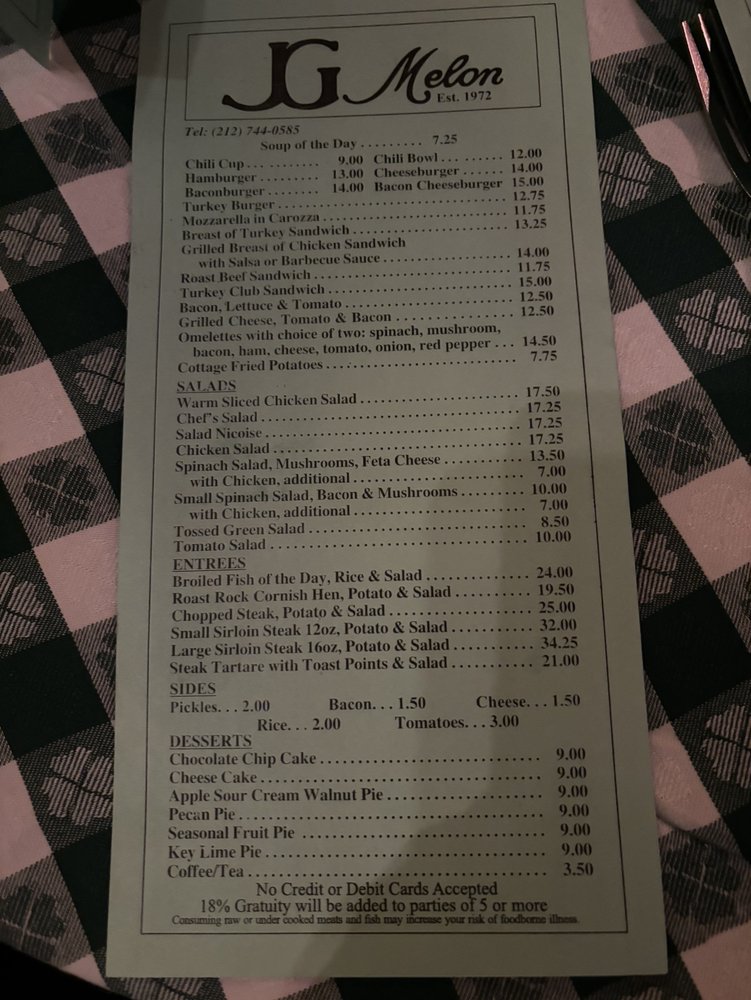 JG Melon
Est. 1972
Tel: (212) 744-0585
Soup of the Day ......... 7.25
Chili Cup ... .......... 9.00 Chili Bowl ... ....... 12.00
Hamburger ......... 13.00 Cheeseburger ....... 14.00
Baconburger ........ 14.00 Bacon Cheeseburger 15.00
Turkey Burger ................................ 12.75
Mozzarella in Carozza ........................ 11.75
Breast of Turkey Sandwich .................... 13.25
Grilled Breast of Chicken Sandwich
with Salsa or Barbecue Sauce ................. 14.00
Roast Beef Sandwich .......................... 11.75
Turkey Club Sandwich ......................... 15.00
Bacon, Lettuce & Tomato ...................... 12.50
Grilled Cheese, Tomato & Bacon ............... 12.50
Omelettes with choice of two: spinach, mushroom,
bacon, ham, cheese, tomato, onion, red pepper ... 14.50
Cottage Fried Potatoes ....................... 7.75
SALADS
Warm Sliced Chicken Salad .................... 17.50
Chef's Salad ................................. 17.25
Salad Nicoise ................................ 17.25
Chicken Salad ................................ 17.25
Spinach Salad, Mushrooms, Feta Cheese .......... 13.50
with Chicken, additional ..................... 7.00
Small Spinach Salad, Bacon & Mushrooms ......... 10.00
with Chicken, additional ..................... 7.00
Tossed Green Salad ........................... 8.50
Tomato Salad ................................. 10.00
ENTREES
Broiled Fish of the Day, Rice & Salad ............ 24.00
Roast Rock Cornish Hen, Potato & Salad ......... 19.50
Chopped Steak, Potato & Salad ................ 25.00
Small Sirloin Steak 12oz, Potato & Salad .......... 32.00
Large Sirloin Steak 16oz, Potato & Salad .......... 34.25
Steak Tartare with Toast Points & Salad .......... 21.00
SIDES
Pickles. . . 2.00 Bacon. . . 1.50 Cheese. . . 1.50
Rice. . . 2.00 Tomatoes. . . 3.00
DESSERTS
Chocolate Chip Cake .......................... 9.00
Cheese Cake .................................. 9.00
Apple Sour Cream Walnut Pie .................. 9.00
Pecan Pie .................................... 9.00
Seasonal Fruit Pie ........................... 9.00
Key Lime Pie ................................. 9.00
Coffee/Tea ................................... 3.50
No Credit or Debit Cards Accepted
18% Gratuity will be added to parties of 5 or more
Consuming raw or under cooked meats and fish may increase your risk of foodborne illness.